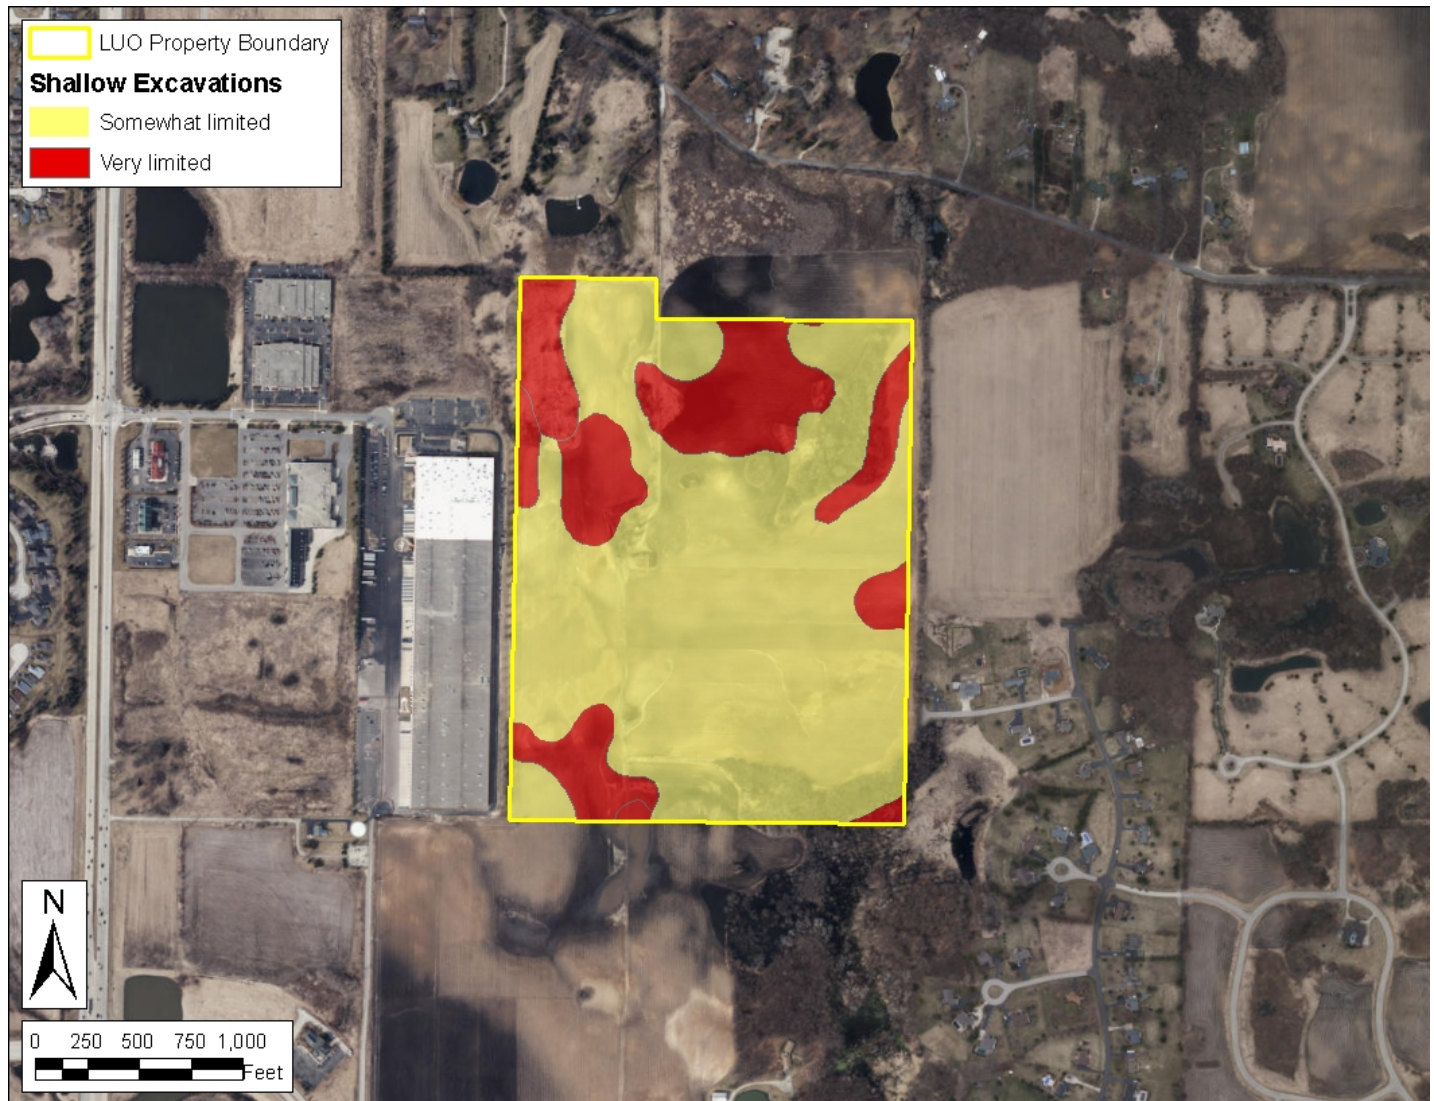 LUO Property Boundary
Shallow Excavations
Somewhat limited
Very limited
N
0 250 500 750 1,000
Feet